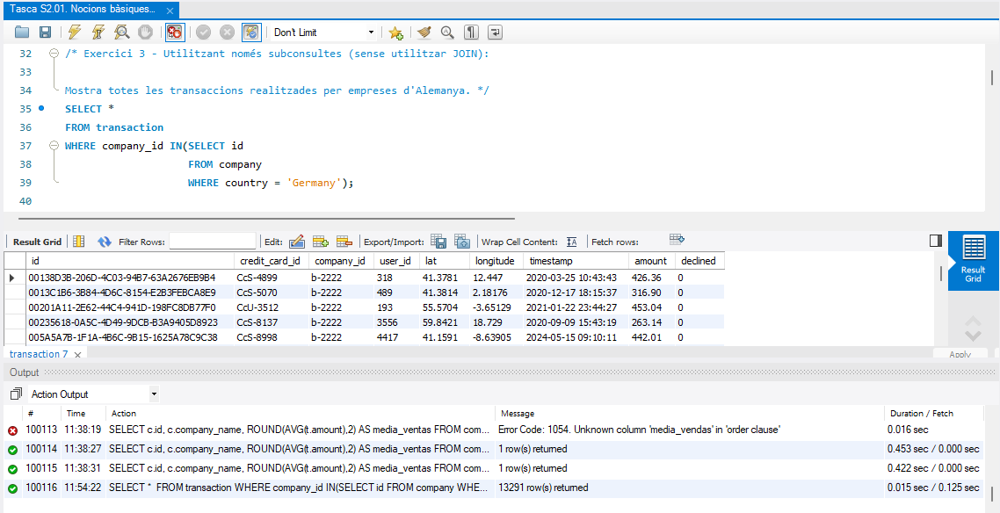 Tasca S2.01. Nocions bàsiques... ×
Don't Limit
32 /* Exercici 3 - Utilitzant només subconsultes (sense utilitzar JOIN):
33
34 Mostra totes les transaccions realitzades per empreses d'Alemanya. */
35 SELECT *
36 FROM transaction
37 WHERE company_id IN(SELECT id
38 FROM company
39 WHERE country = 'Germany');
40
Result Grid Filter Rows: Edit: Export/Import: Wrap Cell Content: Fetch rows:
Result Grid
id credit_card_id company_id user_id lat longitude timestamp amount declined
00138D3B-206D-4C03-94B7-63A2676EB9B4 CcS-4899 b-2222 318 41.3781 12.447 2020-03-25 10:43:43 426.36 0
0013C1B6-3B84-4D6C-8154-E2B3FEBCA8E9 CcS-5070 b-2222 489 41.3814 2.18176 2020-12-17 18:15:37 316.90 0
00201A11-2E62-44C4-941D-198FC8DB77F0 CcU-3512 b-2222 193 55.5704 -3.65129 2021-01-22 23:44:27 453.04 0
00235618-0A5C-4D49-9DCB-B3A9405D8923 CcS-8137 b-2222 3556 59.8421 18.729 2020-09-09 15:43:19 263.14 0
005A5A7B-1F1A-4B6C-9B15-1625A78C9C38 CcS-8998 b-2222 4417 41.1591 -8.63905 2024-05-15 09:10:11 442.01 0
transaction 7 × Apply
Output
Action Output
# Time Action Message Duration / Fetch
100113 11:38:19 SELECT c.id, c.company_name, ROUND(AVG(t.amount),2) AS media_ventas FROM com... Error Code: 1054. Unknown column 'media_vendas' in 'order clause' 0.016 sec
100114 11:38:27 SELECT c.id, c.company_name, ROUND(AVG(t.amount),2) AS media_ventas FROM com... 1 row(s) returned 0.453 sec / 0.000 sec
100115 11:38:31 SELECT c.id, c.company_name, ROUND(AVG(t.amount),2) AS media_ventas FROM com... 1 row(s) returned 0.422 sec / 0.000 sec
100116 11:54:22 SELECT * FROM transaction WHERE company_id IN(SELECT id FROM company WHE... 13291 row(s) returned 0.015 sec / 0.125 sec